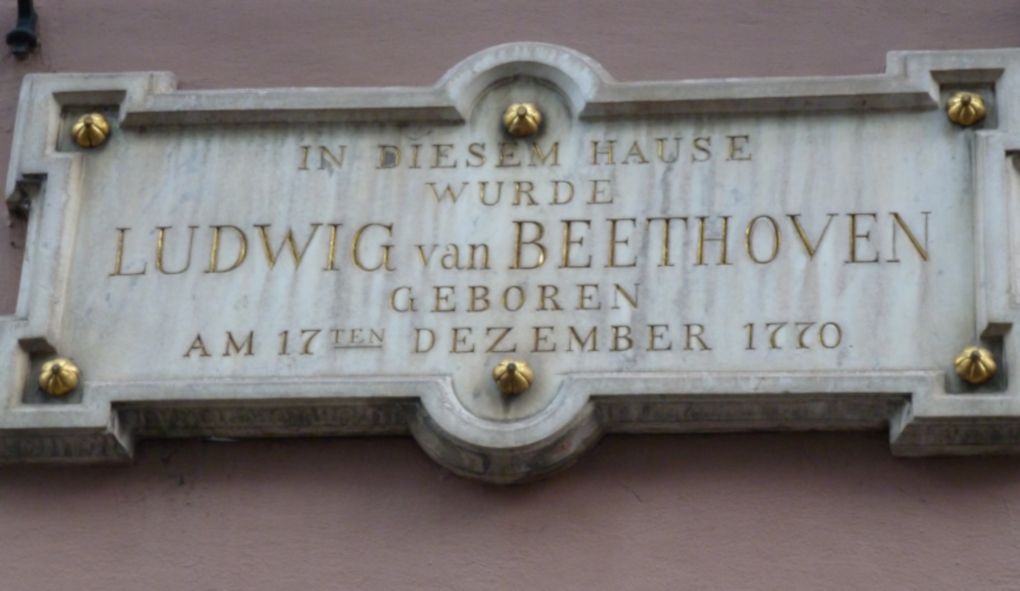 IN DIESEM HAUSE
WURDE
LUDWIG van BEETHOVEN
GEBOREN
AM 17TEN DEZEMBER 1770.